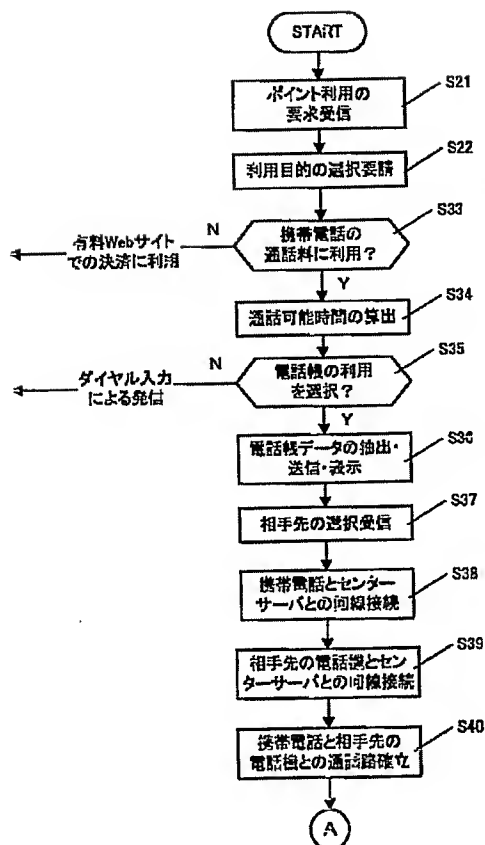 START
ポイント利用の
要求受信
S21
利用目的の選択要請
S22
携帯電話の
通話料に利用？
S33
N
有料Webサイト
での決済に利用
Y
通話可能時間の算出
S34
電話帳の利用
を選択？
S35
N
ダイヤル入力
による発信
Y
電話帳データの抽出・
送信・表示
S36
相手先の選択受信
S37
携帯電話とセンター
サーバとの回線接続
S38
相手先の電話機とセン
ターサーバとの回線接続
S39
携帯電話と相手先の
電話機との通話路確立
S40
A